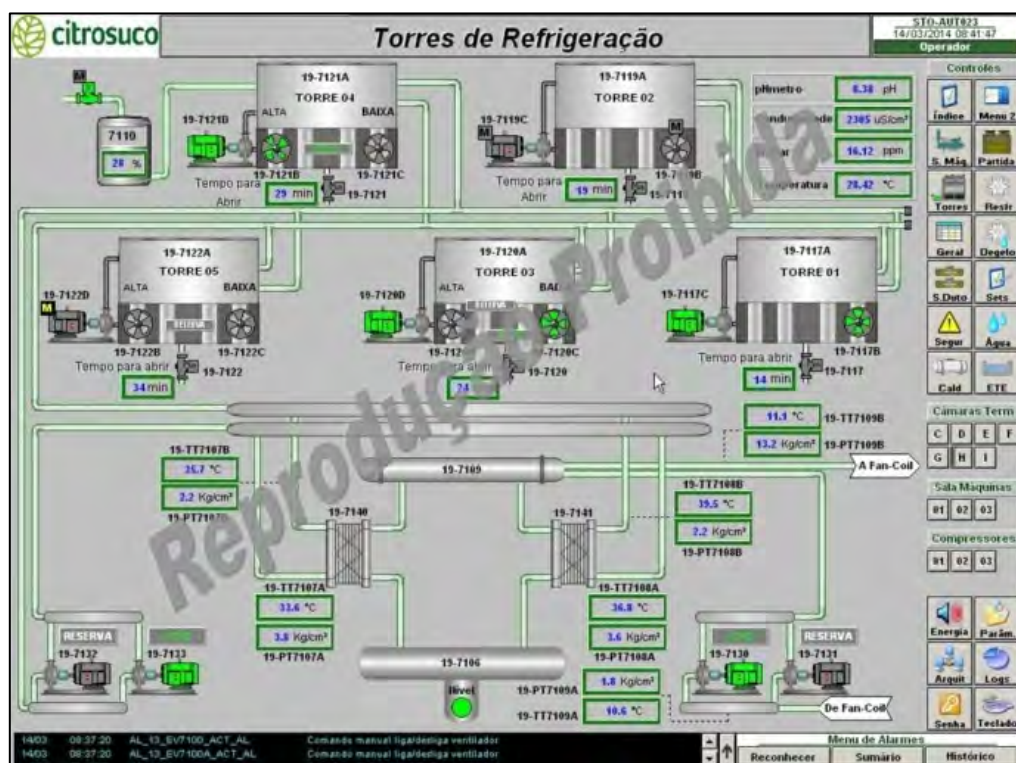 citrosuco
Torres de Refrigeração
STO-AUT023
14/03/2014 08:41:47
Operador
Controles
Índice
Menu 2
S. Máq.
Partida
Torres
Resfr
Geral
Degelo
S.Duto
Sets
Segur
Água
Cald
ETE
Câmaras Term
C D E F
G H I
Sala Maquinas
01 02 03
Compressores
01 02 03
Energia
Parâm.
Arquit
Logs
Senha
Teclado
M
7110
28 %
19-7121A
TORRE 04
19-7121D
ALTA
BAIXA
19-7121B
19-7121C
Tempo para
Abrir
29 min
19-7121
19-7119A
TORRE 02
19-7119C
M
M
Tempo para
Abrir
19 min
pHmetro
8.38 pH
2305 uS/cm²
16.12 ppm
28.42 °C
19-7122A
TORRE 05
19-7122D
M
ALTA
BAIXA
RESERVA
19-7122B
19-7122C
Tempo para abrir
34 min
19-7122
19-7120A
TORRE 03
19-7120D
ALTA
BAIXA
RESERVA
19-7120C
Tempo para abrir
24
19-7120
19-7117A
TORRE 01
19-7117C
19-7117B
Tempo para abrir
14 min
19-7117
11.1 °C
19-TT7109B
13.2 Kg/cm²
19-PT7109B
A Fan-Coil
19-7109
19-TT7107B
35.7 °C
2.2 Kg/cm²
19-PT7107B
19-7140
19-7141
19-TT7108B
39.5 °C
2.2 Kg/cm²
19-PT7108B
19-TT7107A
33.6 °C
3.8 Kg/cm²
19-PT7107A
19-TT7108A
36.8 °C
3.6 Kg/cm²
19-PT7108A
19-7106
Nível
RESERVA
19-7132
19-7133
19-PT7109A
1.8 Kg/cm²
19-TT7109A
10.6 °C
19-7130
RESERVA
19-7131
De Fan-Coil
Reprodução Proibida
14/03 08:37:20 AL_13_EV7100_ACT_AL Comando manual liga/desliga ventilador
14/03 08:37:20 AL_13_EV7100A_ACT_AL Comando manual liga/desliga ventilador
Menu de Alarmes
Reconhecer
Sumário
Histórico